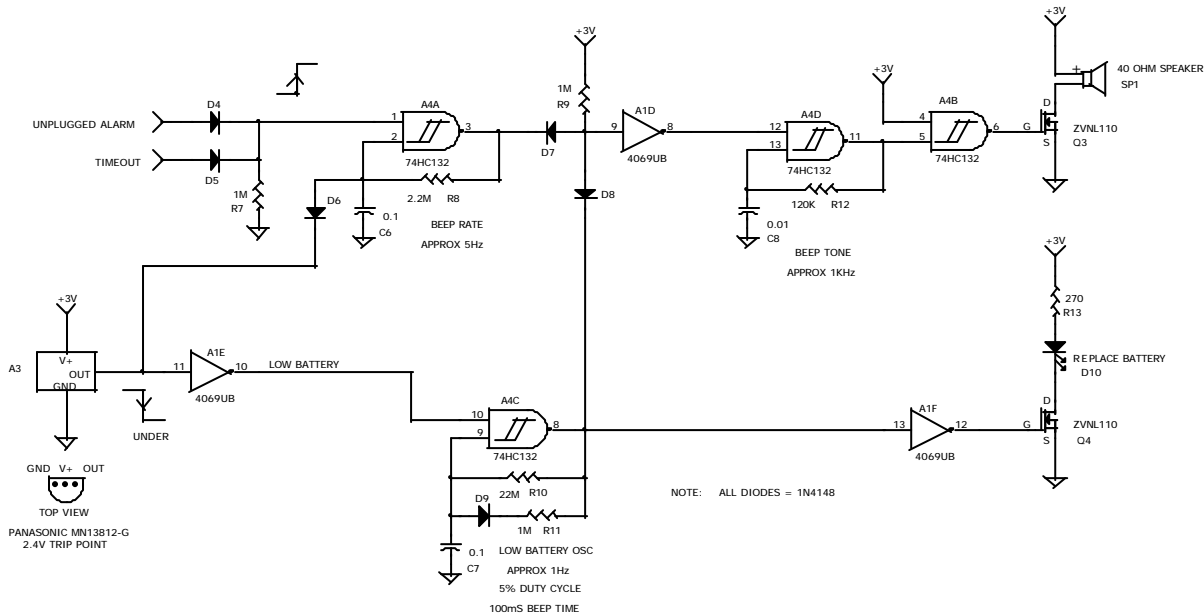 +3V
+3V
+3V
40 OHM SPEAKER
SP1
+
D4
UNPLUGGED ALARM
TIMEOUT
D5
1M
R7
1
2
A4A
3
74HC132
D7
1M
R9
9
A1D
8
4069UB
12
13
A4D
11
74HC132
4
5
A4B
6
74HC132
D
G
S
ZVNL110
Q3
D6
2.2M R8
0.1
C6
BEEP RATE
APPROX 5Hz
D8
120K R12
0.01
C8
BEEP TONE
APPROX 1KHz
+3V
270
R13
REPLACE BATTERY
D10
+3V
A3
V+
OUT
GND
11
A1E
10
4069UB
LOW BATTERY
UNDER
10
9
A4C
8
74HC132
13
A1F
12
4069UB
D
G
S
ZVNL110
Q4
GND V+ OUT
TOP VIEW
PANASONIC MN13812-G
2.4V TRIP POINT
22M R10
D9
1M R11
0.1
C7
LOW BATTERY OSC
APPROX 1Hz
5% DUTY CYCLE
100mS BEEP TIME
NOTE: ALL DIODES = 1N4148